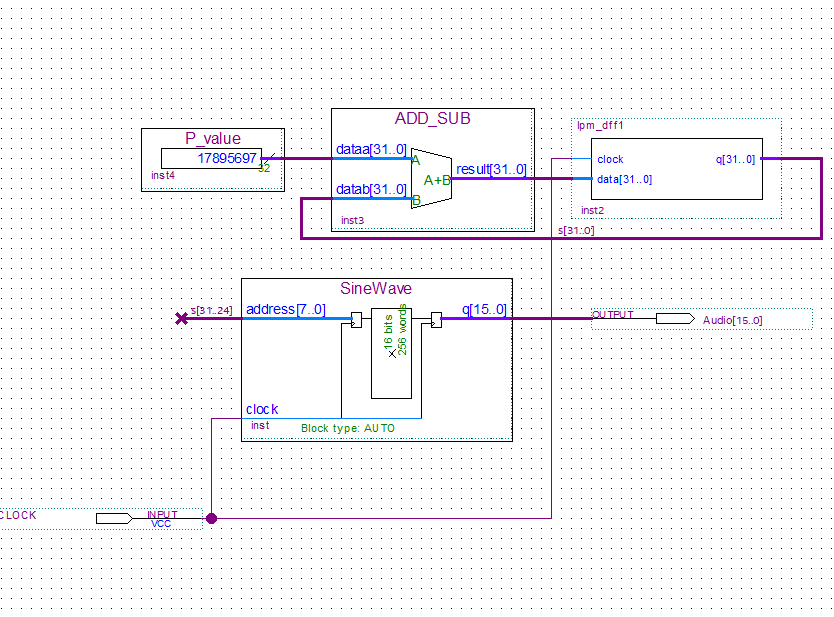 ADD_SUB
P_value
17895697
32
inst4
dataa[31..0]
A
datab[31..0]
B
A+B
result[31..0]
inst3
lpm_dff1
clock
q[31..0]
data[31..0]
inst2
s[31..0]
SineWave
s[31..24]
address[7..0]
q[15..0]
16 bits
256 words
clock
inst
Block type: AUTO
OUTPUT
Audio[15..0]
CLOCK
INPUT
VCC